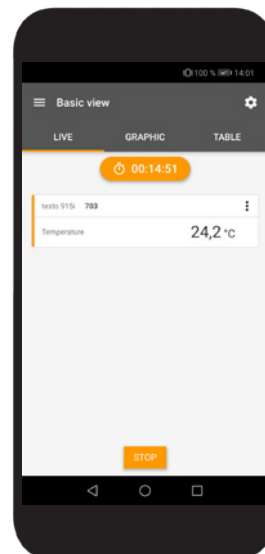 100 % 14:01
Basic view
LIVE GRAPHIC TABLE
00:14:51
testo 915i 703
Temperature 24,2 °C
STOP